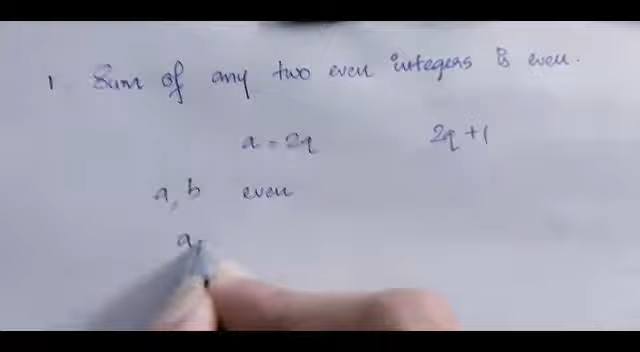 1 Sum of any two even integers is even.
a = 2q 2q + 1
a, b even
a